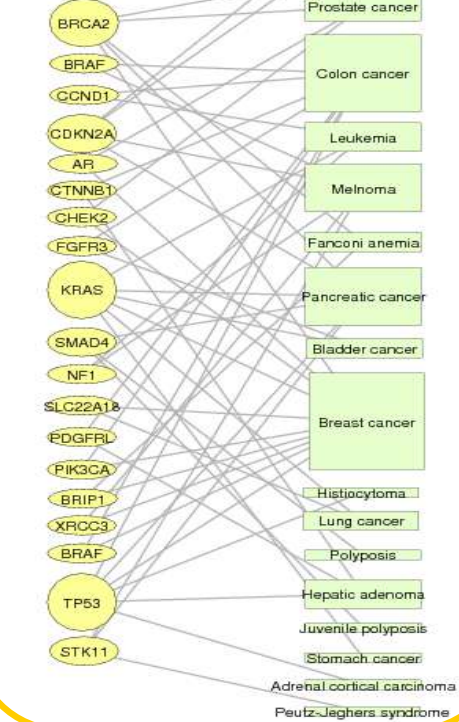 BRCA2
BRAF
CCND1
CDKN2A
AR
CTNNB1
CHEK2
FGFR3
KRAS
SMAD4
NF1
SLC22A18
PDGFRL
PIK3CA
BRIP1
XRCC3
BRAF
TP53
STK11
Prostate cancer
Colon cancer
Leukemia
Melnoma
Fanconi anemia
Pancreatic cancer
Bladder cancer
Breast cancer
Histiocytoma
Lung cancer
Polyposis
Hepatic adenoma
Juvenile polyposis
Stomach cancer
Adrenal cortical carcinoma
Peutz-Jeghers syndrome